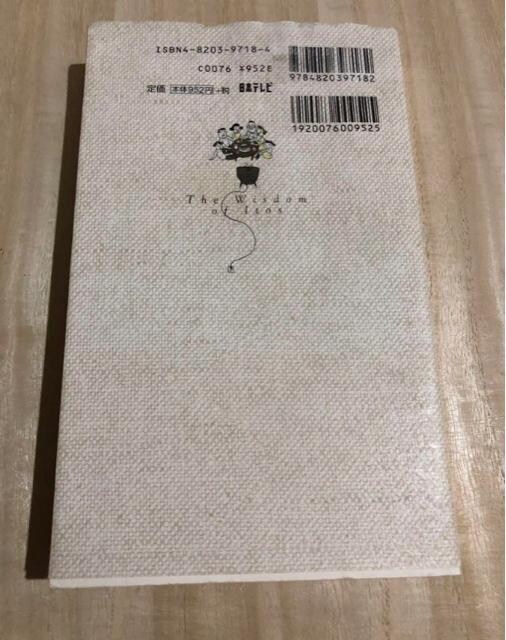 ISBN4-8203-9718-4
C0076 ¥952E
9784820397182
定価 本体952円+税 日本テレビ
1920076009525
The Wisdom
of Itos